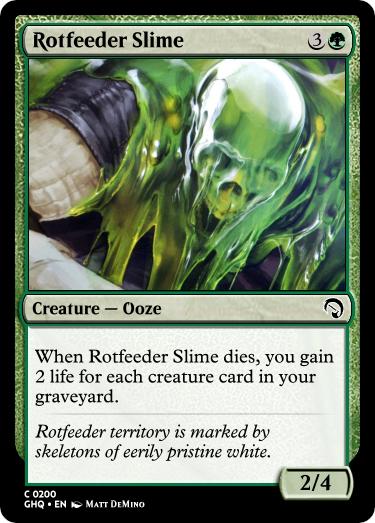 Rotfeeder Slime 3
Creature — Ooze
When Rotfeeder Slime dies, you gain
2 life for each creature card in your
graveyard.
Rotfeeder territory is marked by
skeletons of eerily pristine white.
2/4
C 0200
GHQ • EN Matt DeMino